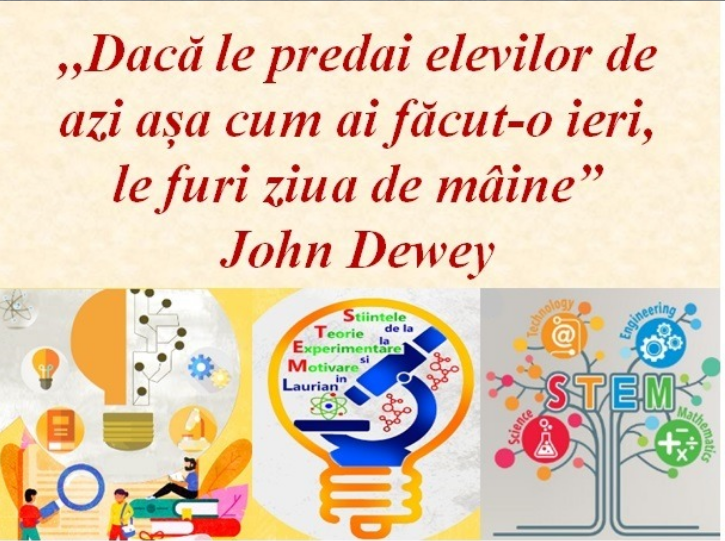 ,,Dacă le predai elevilor de
azi așa cum ai făcut-o ieri,
le furi ziua de mâine”
John Dewey
Stiintele
de la
Teorie
la
Experimentare
si
Motivare
in
Laurian
Technology
@
Engineering
STEM
Science
Mathematics